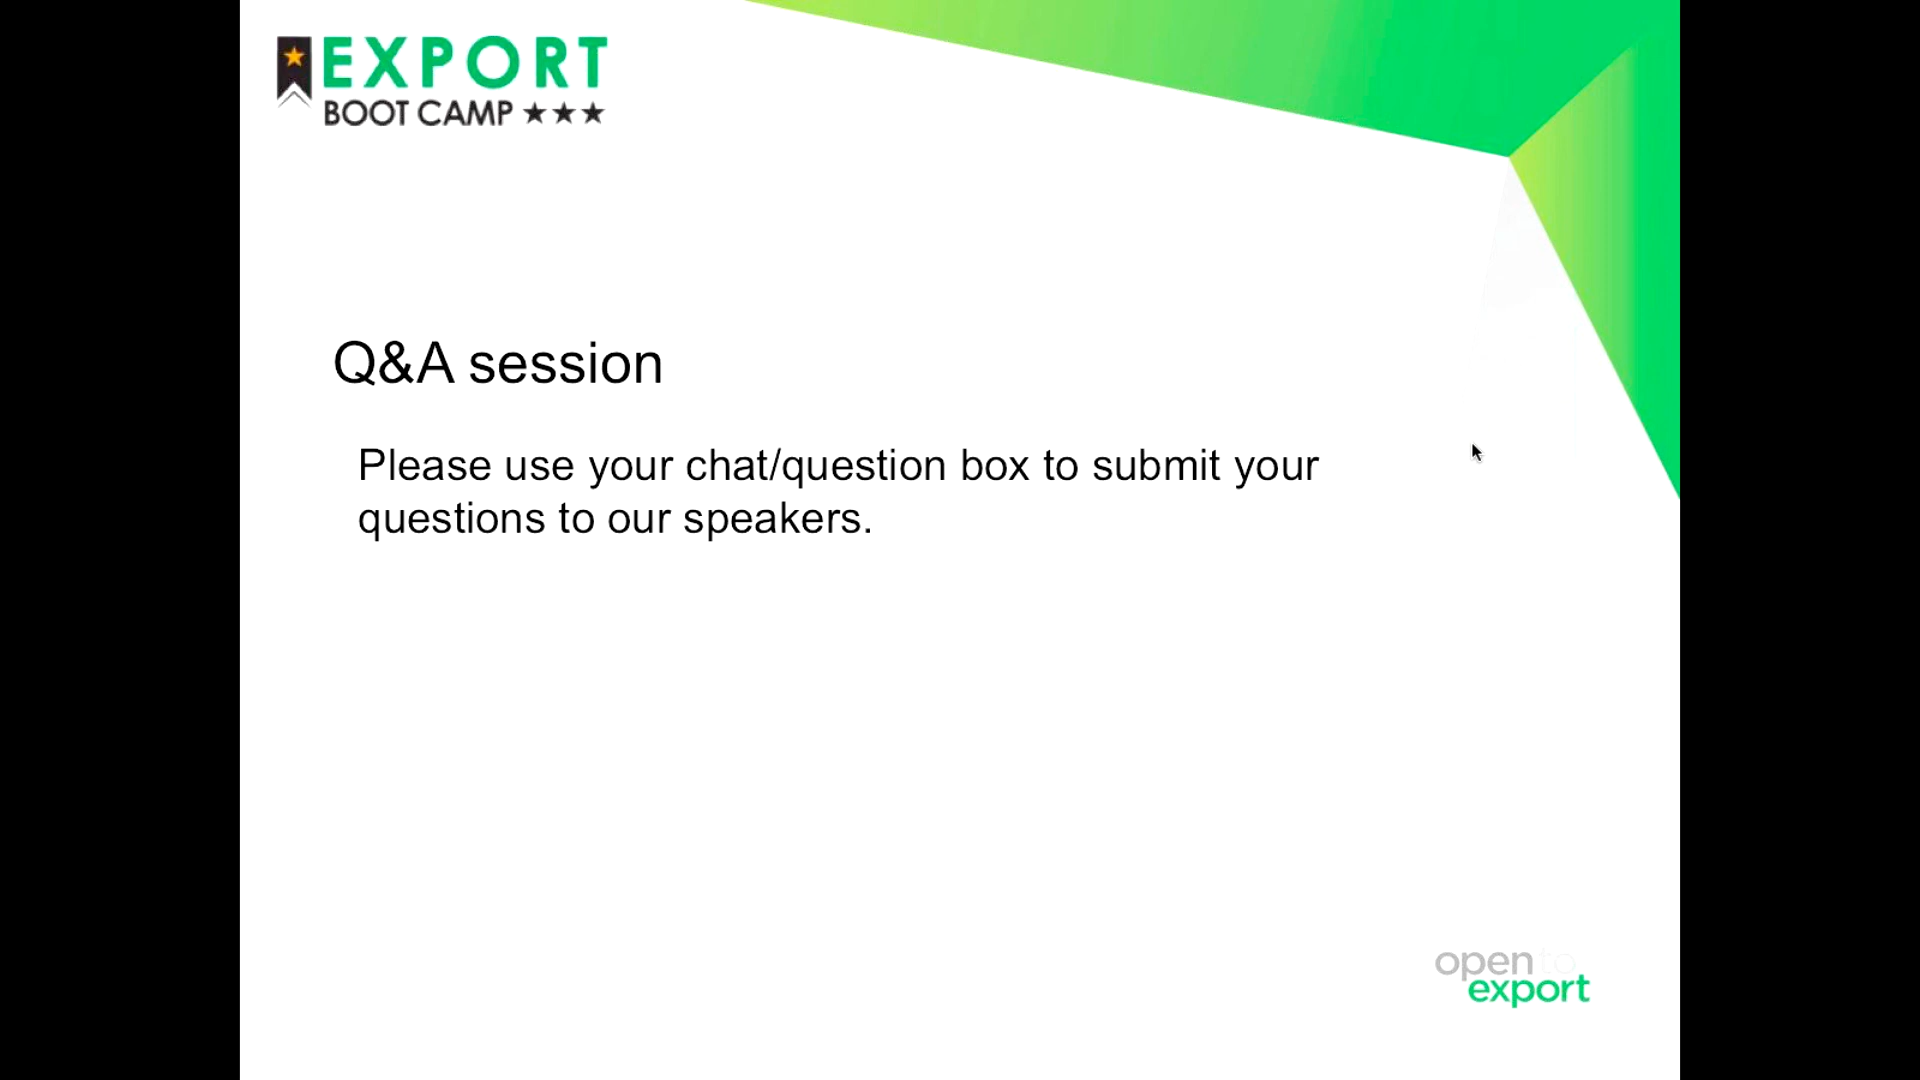 EXPORT
BOOT CAMP ★★★
Q&A session
Please use your chat/question box to submit your
questions to our speakers.
open to
export